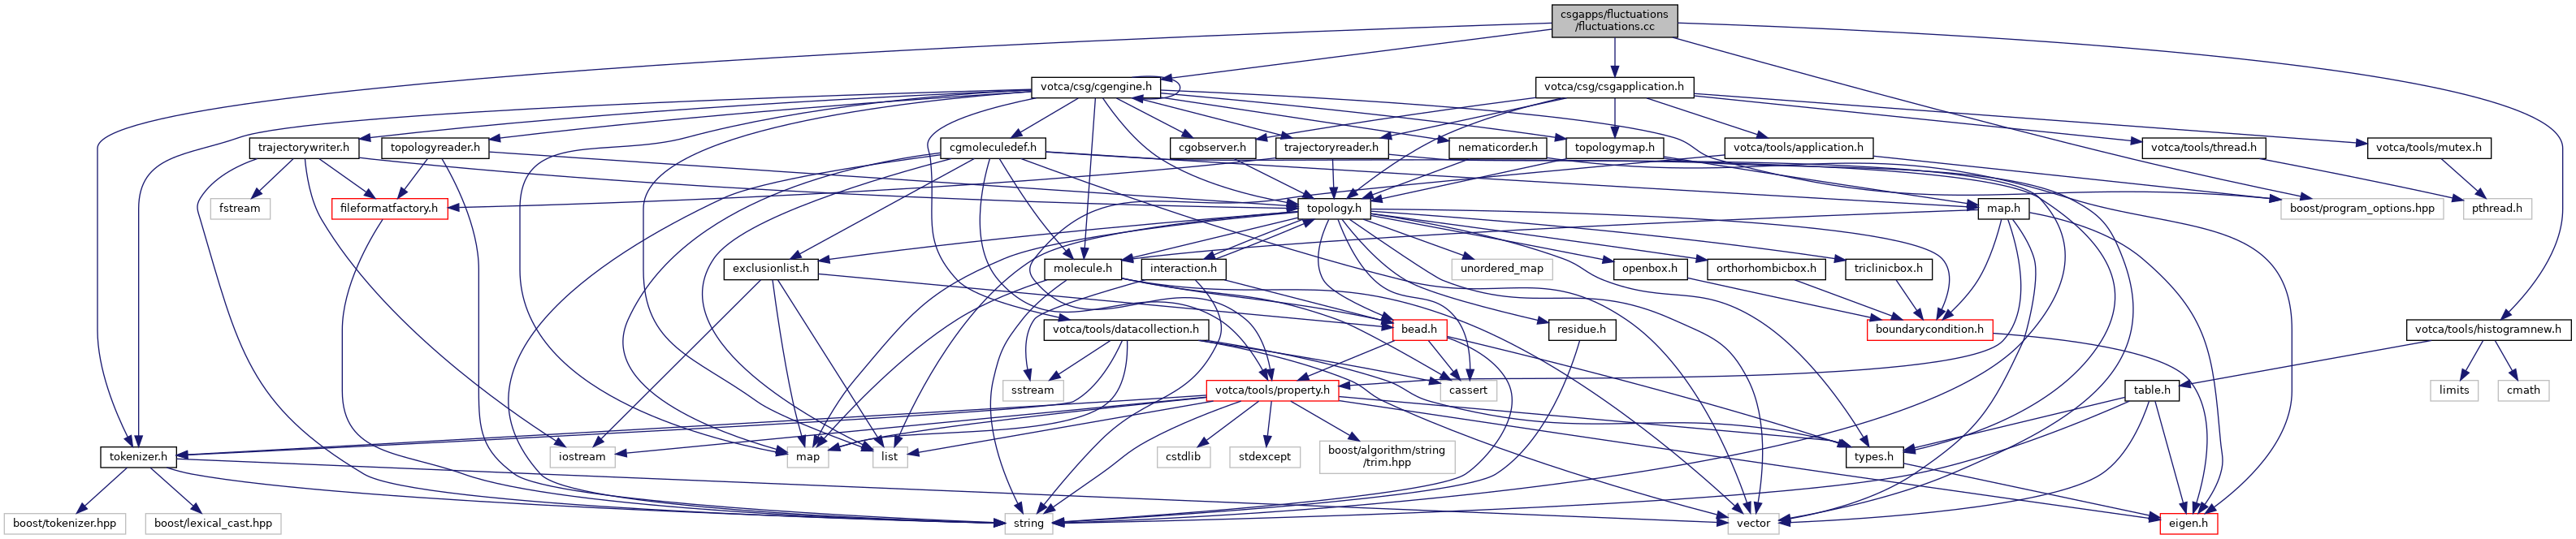 csgapps/fluctuations
/fluctuations.cc
votca/csg/cgengine.h
votca/csg/csgapplication.h
trajectorywriter.h
topologyreader.h
cgmoleculedef.h
cgobserver.h
trajectoryreader.h
nematicorder.h
topologymap.h
votca/tools/application.h
votca/tools/thread.h
votca/tools/mutex.h
fstream
fileformatfactory.h
topology.h
map.h
boost/program_options.hpp
pthread.h
exclusionlist.h
molecule.h
interaction.h
unordered_map
openbox.h
orthorhombicbox.h
triclinicbox.h
votca/tools/datacollection.h
bead.h
residue.h
boundarycondition.h
votca/tools/histogramnew.h
sstream
votca/tools/property.h
cassert
table.h
limits
cmath
tokenizer.h
iostream
map
list
cstdlib
stdexcept
boost/algorithm/string
/trim.hpp
types.h
boost/tokenizer.hpp
boost/lexical_cast.hpp
string
vector
eigen.h